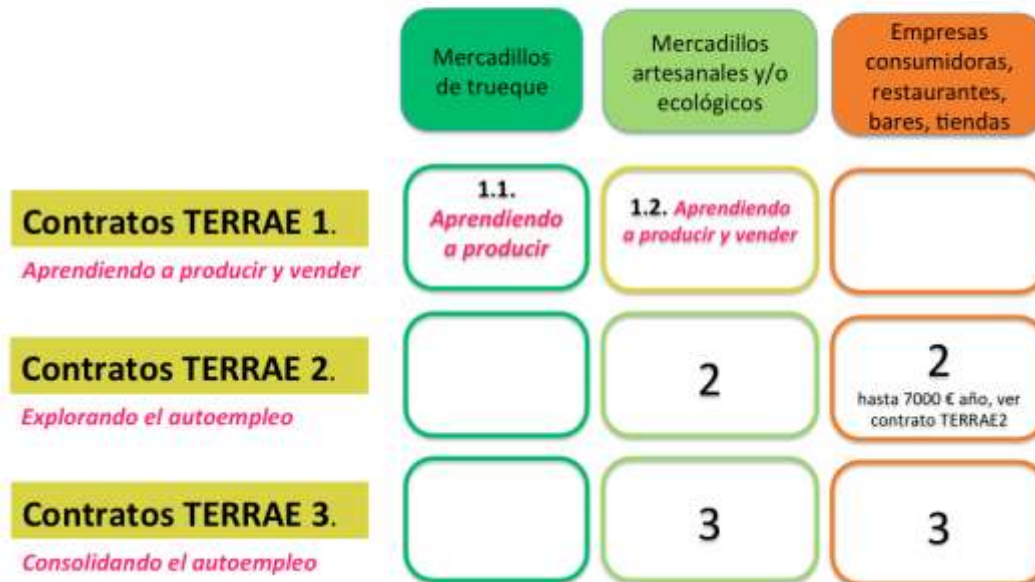 Mercadillos
de trueque
Mercadillos
artesanales y/o
ecológicos
Empresas
consumidoras,
restaurantes,
bares, tiendas
Contratos TERRAE 1.
Aprendiendo a producir y vender
1.1.
Aprendiendo
a producir
1.2. Aprendiendo
a producir y vender
Contratos TERRAE 2.
Explorando el autoempleo
2
2
hasta 7000 € año, ver
contrato TERRAE2
Contratos TERRAE 3.
Consolidando el autoempleo
3
3